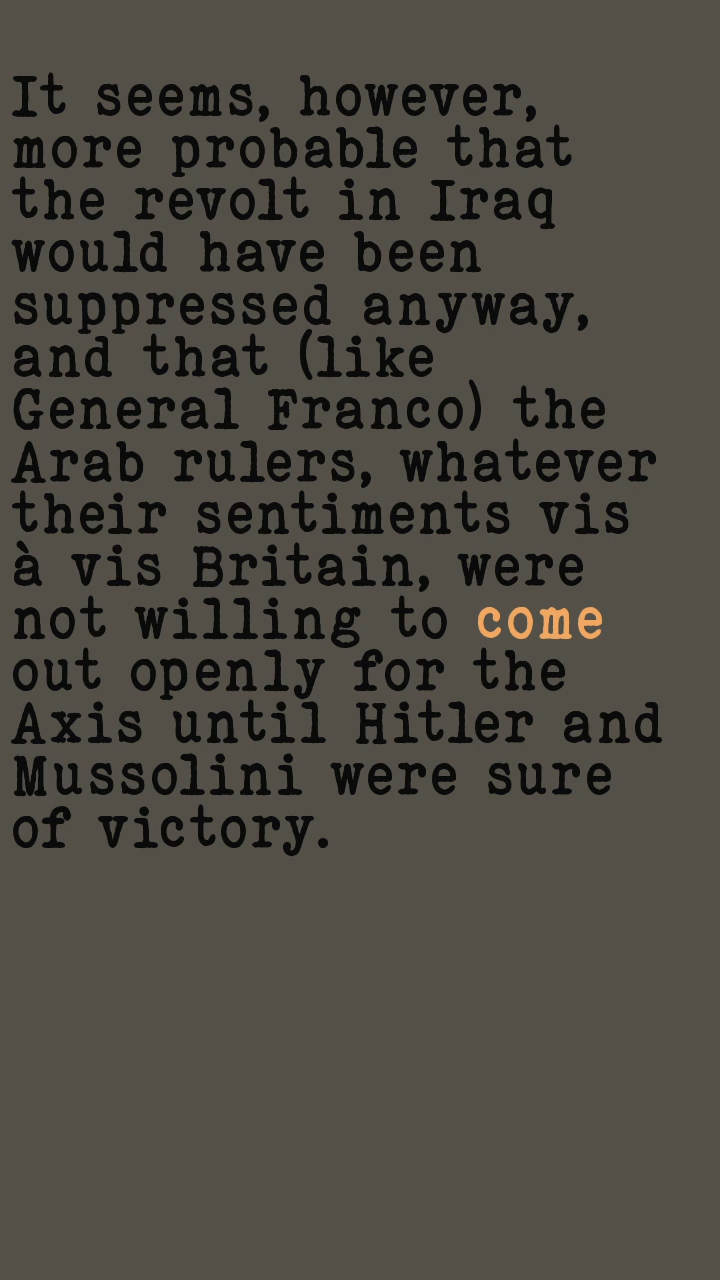 It seems, however,
more probable that
the revolt in Iraq
would have been
suppressed anyway,
and that (like
General Franco) the
Arab rulers, whatever
their sentiments vis
à vis Britain, were
not willing to come
out openly for the
Axis until Hitler and
Mussolini were sure
of victory.